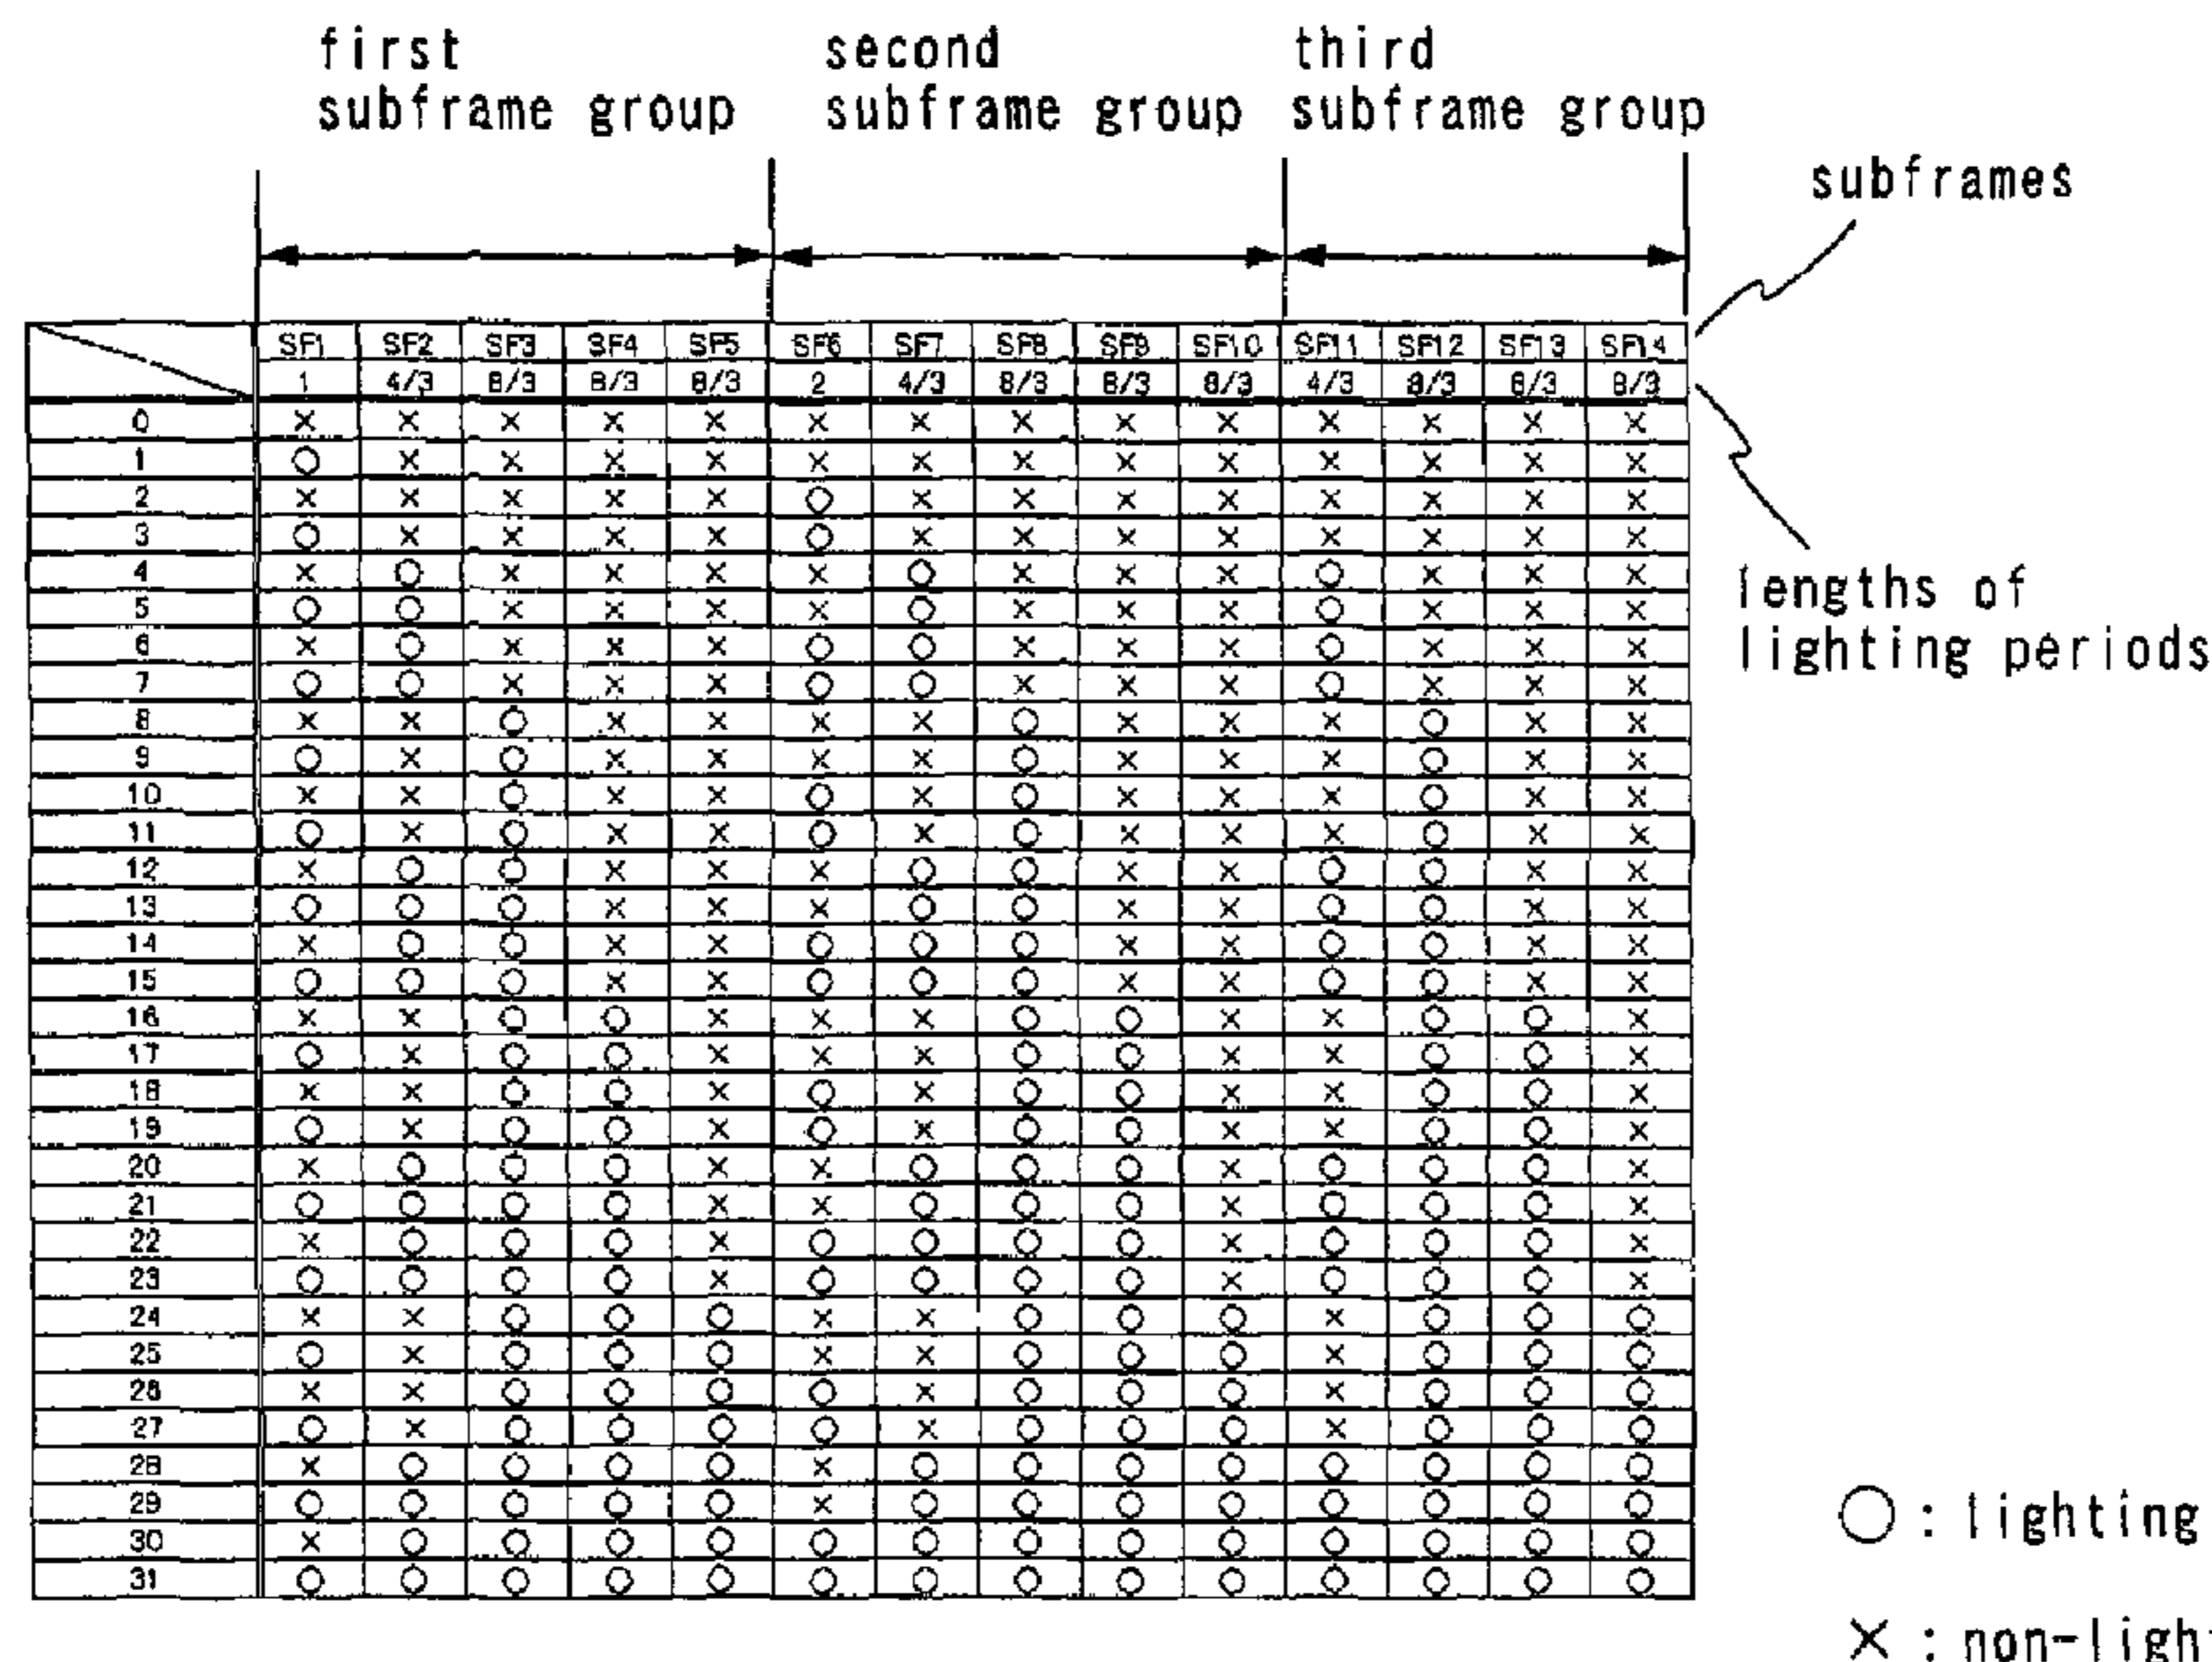 first second third
subframe group subframe group subframe group
subframes
SF1 SF2 SF3 SF4 SF5 SF6 SF7 SF8 SF9 SF10 SF11 SF12 SF13 SF14
1 4/3 8/3 8/3 8/3 2 4/3 8/3 8/3 8/3 4/3 8/3 8/3 8/3
lengths of
lighting periods
0 X X X X X X X X X X X X X X
1 O X X X X X X X X X X X X X
2 X X X X X O X X X X X X X X
3 O X X X X O X X X X X X X X
4 X O X X X X O X X X O X X X
5 O O X X X X O X X X O X X X
6 X O X X X O O X X X O X X X
7 O O X X X O O X X X O X X X
8 X X O X X X X O X X X O X X
9 O X O X X X X O X X X O X X
10 X X O X X O X O X X X O X X
11 O X O X X O X O X X X O X X
12 X O O X X X O O X X O O X X
13 O O O X X X O O X X O O X X
14 X O O X X O O O X X O O X X
15 O O O X X O O O X X O O X X
16 X X O O X X X O O X X O O X
17 O X O O X X X O O X X O O X
18 X X O O X O X O O X X O O X
19 O X O O X O X O O X X O O X
20 X O O O X X O O O X O O O X
21 O O O O X X O O O X O O O X
22 X O O O X O O O O X O O O X
23 O O O O X O O O O X O O O X
24 X X O O O X X O O O X O O O
25 O X O O O X X O O O X O O O
26 X X O O O O X O O O X O O O
27 O X O O O O X O O O X O O O
28 X O O O O X O O O O O O O O
29 O O O O O X O O O O O O O O
30 X O O O O O O O O O O O O O
31 O O O O O O O O O O O O O O
O : lighting
X : non-ligh